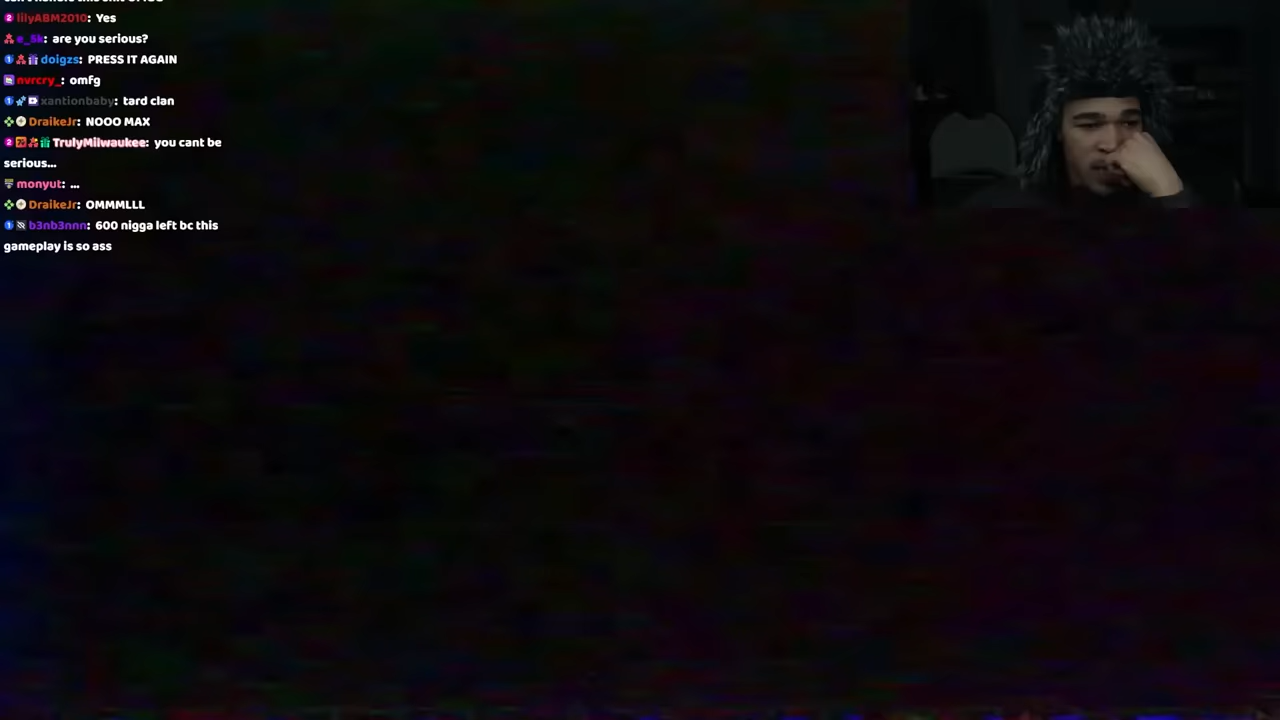 lilyABM2010: Yes
e_5k: are you serious?
doigzs: PRESS IT AGAIN
nvrcry_: omfg
xantionbaby: tard clan
DraikeJr: NOOO MAX
TrulyMilwaukee: you cant be
serious...
monyut: ...
DraikeJr: OMMMLLL
b3nb3nnn: 600 nigga left bc this
gameplay is so ass